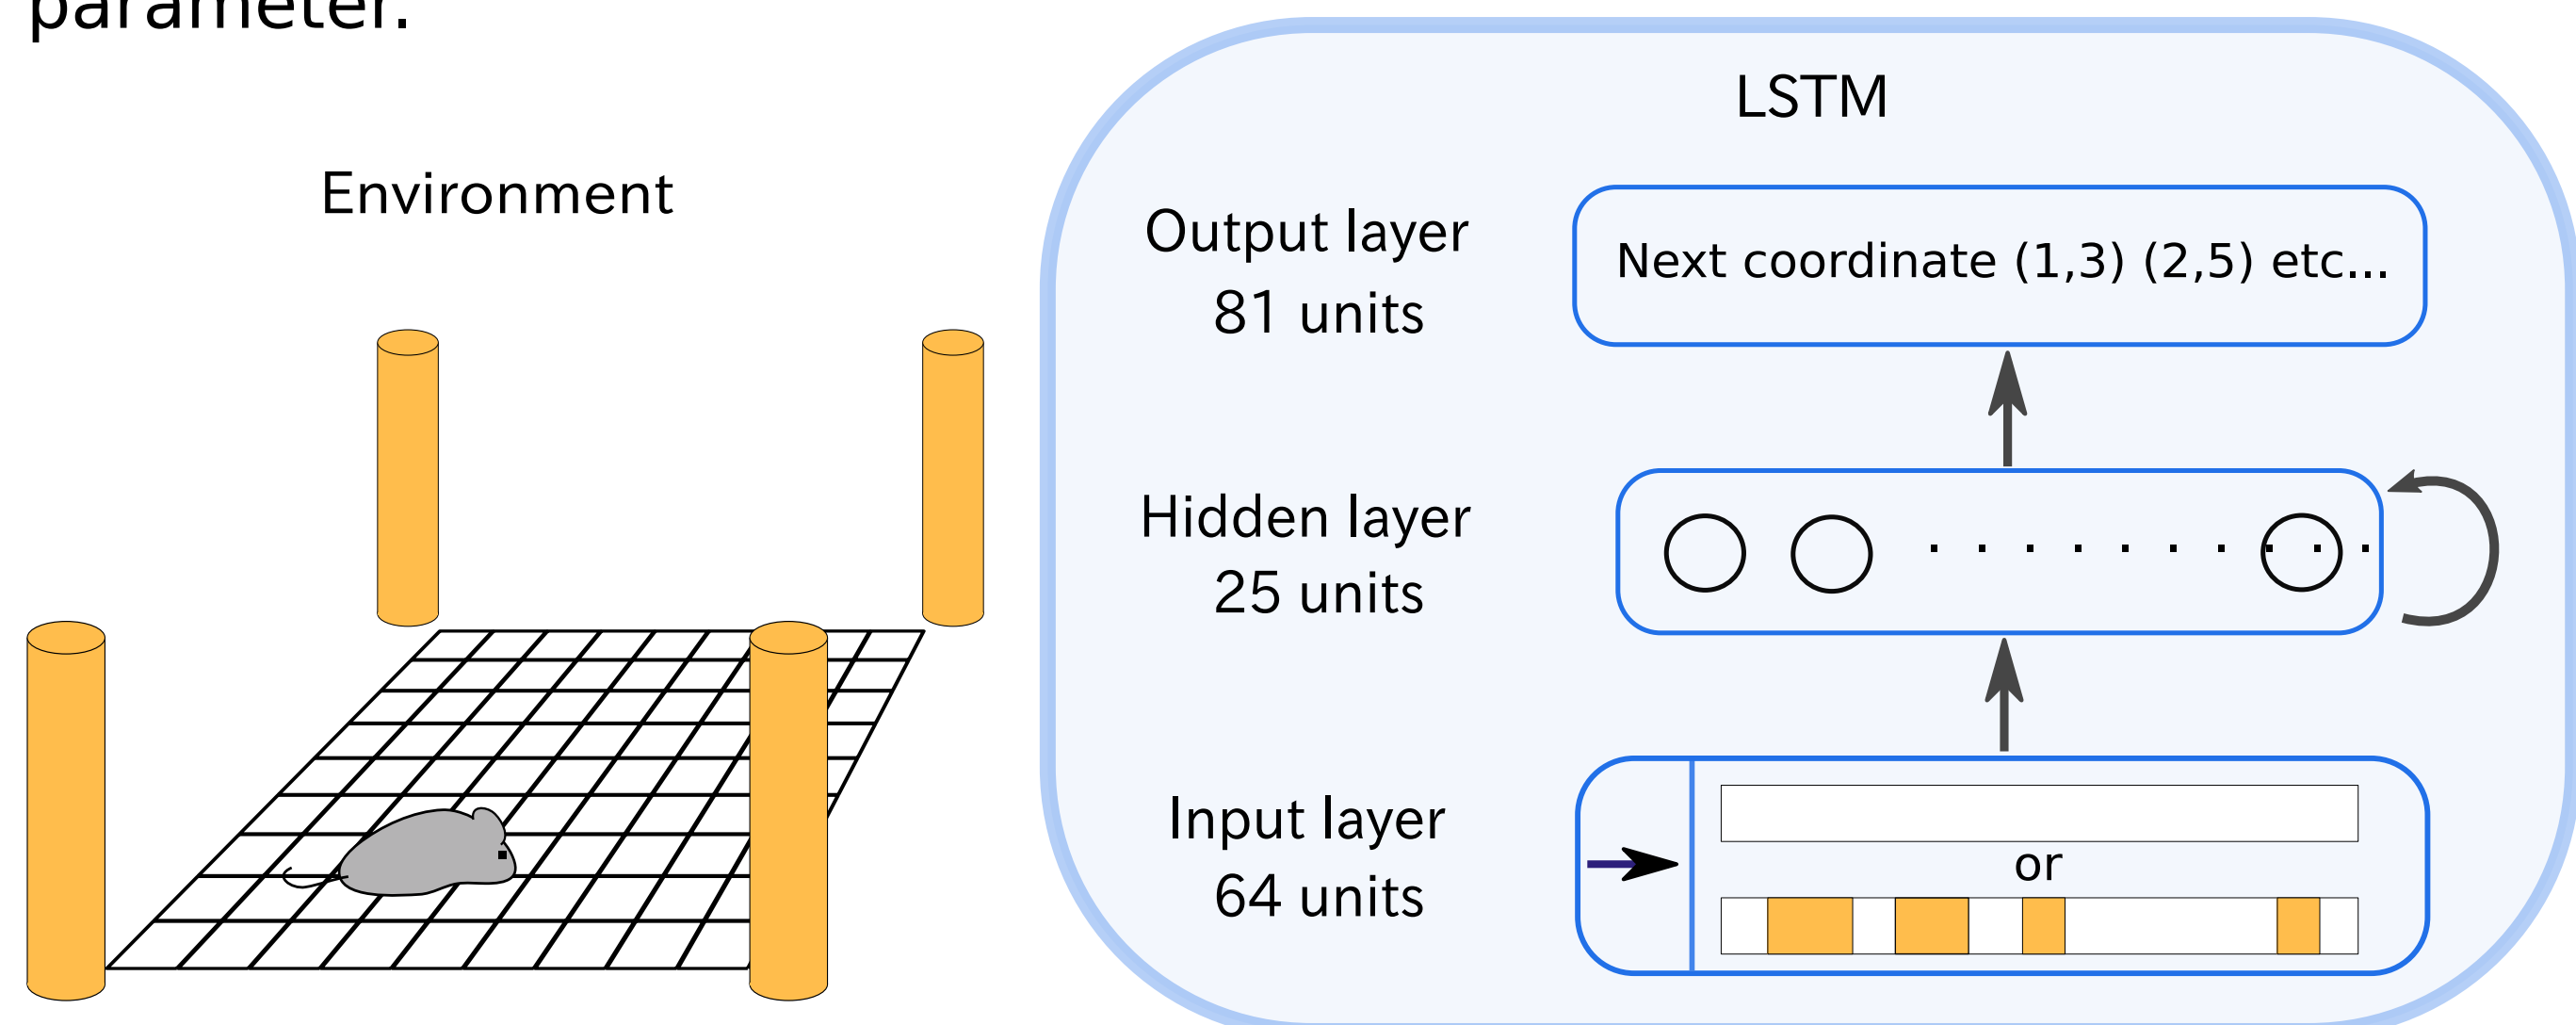 parameter.
Environment
LSTM
Output layer
81 units
Next coordinate (1,3) (2,5) etc...
Hidden layer
25 units
Input layer
64 units
or